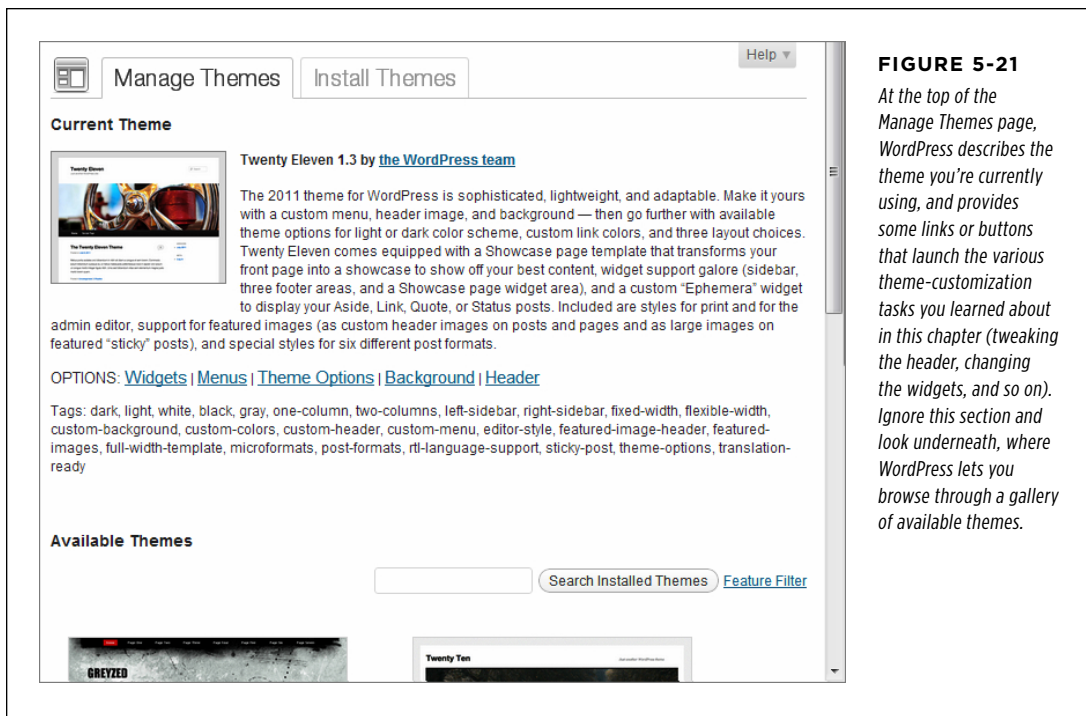 Help
Manage Themes
Install Themes
Current Theme
Twenty Eleven
Twenty Eleven 1.3 by the WordPress team
The 2011 theme for WordPress is sophisticated, lightweight, and adaptable. Make it yours
with a custom menu, header image, and background — then go further with available
theme options for light or dark color scheme, custom link colors, and three layout choices.
Twenty Eleven comes equipped with a Showcase page template that transforms your
front page into a showcase to show off your best content, widget support galore (sidebar,
three footer areas, and a Showcase page widget area), and a custom “Ephemera” widget
to display your Aside, Link, Quote, or Status posts. Included are styles for print and for the
admin editor, support for featured images (as custom header images on posts and pages and as large images on
featured “sticky” posts), and special styles for six different post formats.
The Twenty Eleven Theme
OPTIONS: Widgets | Menus | Theme Options | Background | Header
Tags: dark, light, white, black, gray, one-column, two-columns, left-sidebar, right-sidebar, fixed-width, flexible-width,
custom-background, custom-colors, custom-header, custom-menu, editor-style, featured-image-header, featured-
images, full-width-template, microformats, post-formats, rtl-language-support, sticky-post, theme-options, translation-
ready
Available Themes
Search Installed Themes Feature Filter
GREYZED
Twenty Ten
FIGURE 5-21
At the top of the
Manage Themes page,
WordPress describes the
theme you’re currently
using, and provides
some links or buttons
that launch the various
theme-customization
tasks you learned about
in this chapter (tweaking
the header, changing
the widgets, and so on).
Ignore this section and
look underneath, where
WordPress lets you
browse through a gallery
of available themes.